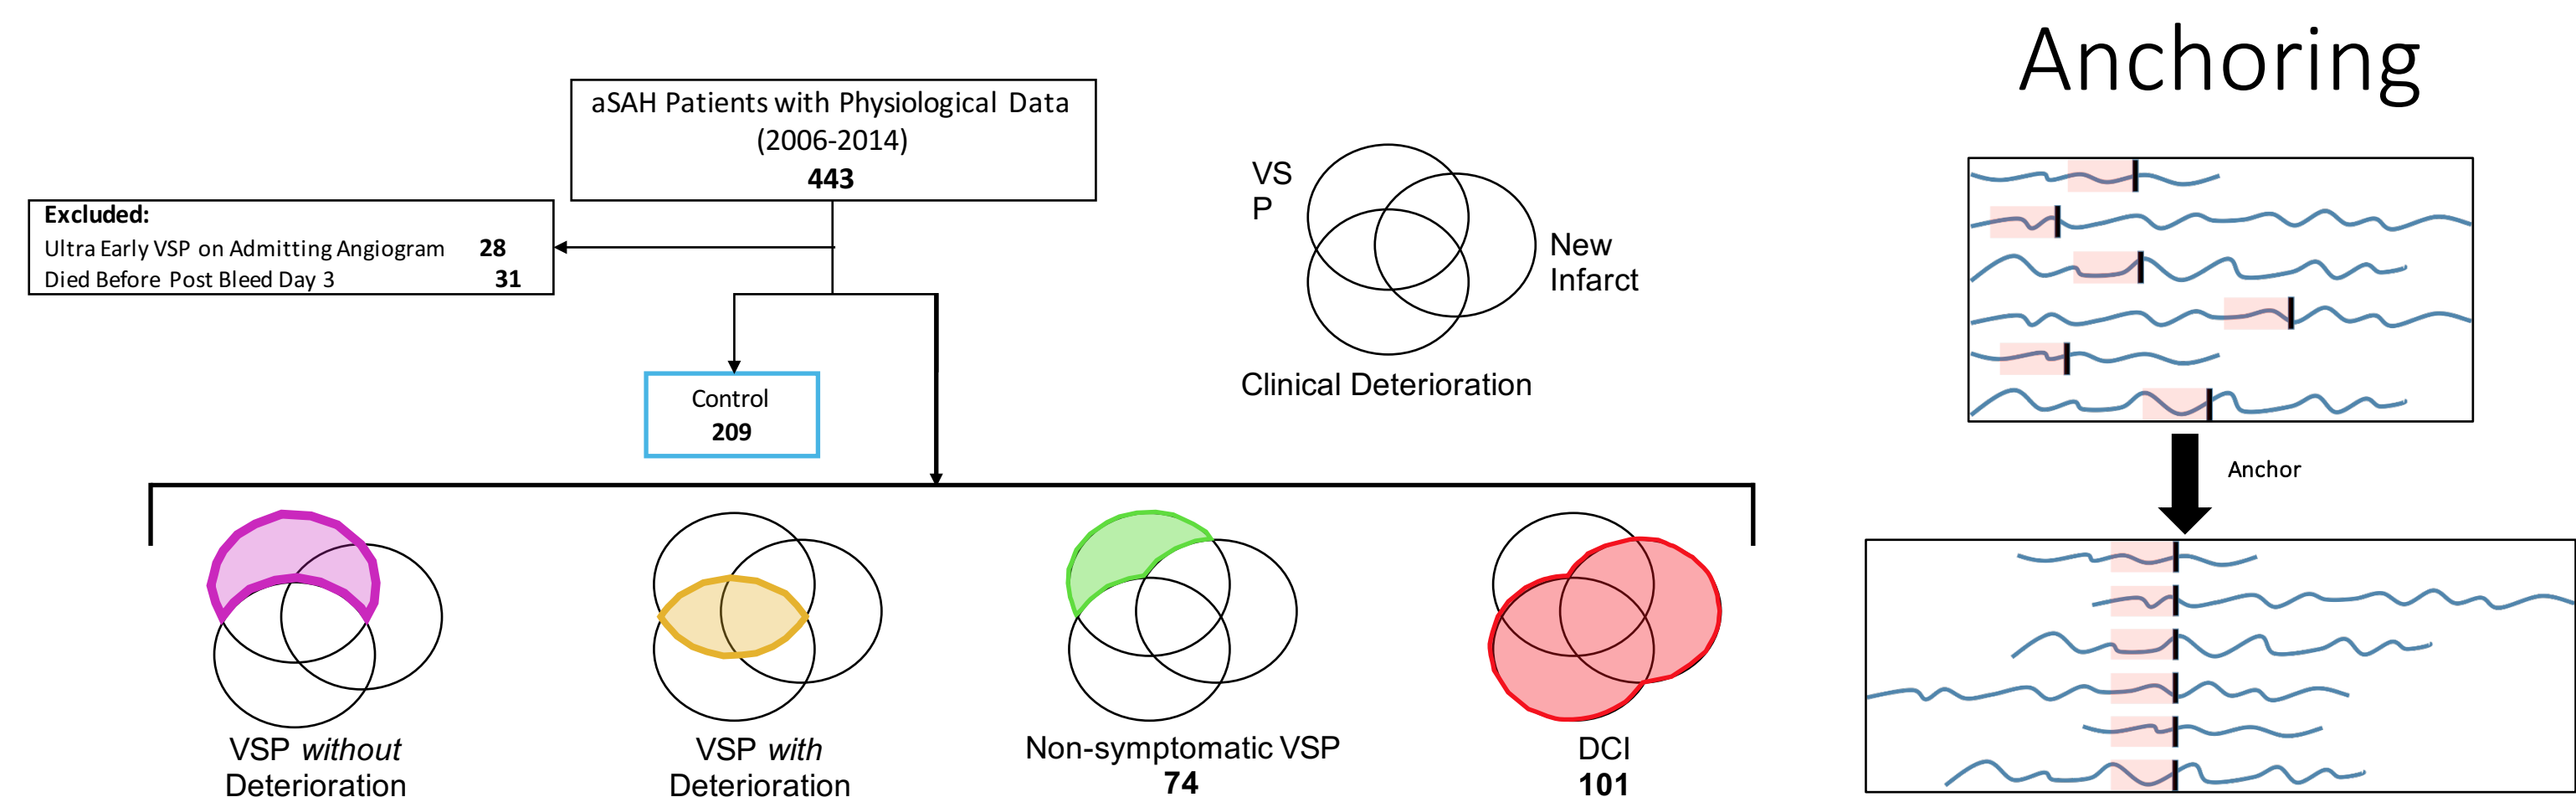 aSAH Patients with Physiological Data
(2006-2014)
443
Excluded:
Ultra Early VSP on Admitting Angiogram 28
Died Before Post Bleed Day 3 31
Control
209
VS
P
New
Infarct
Clinical Deterioration
VSP without
Deterioration
VSP with
Deterioration
Non-symptomatic VSP
74
DCI
101
Anchoring
Anchor